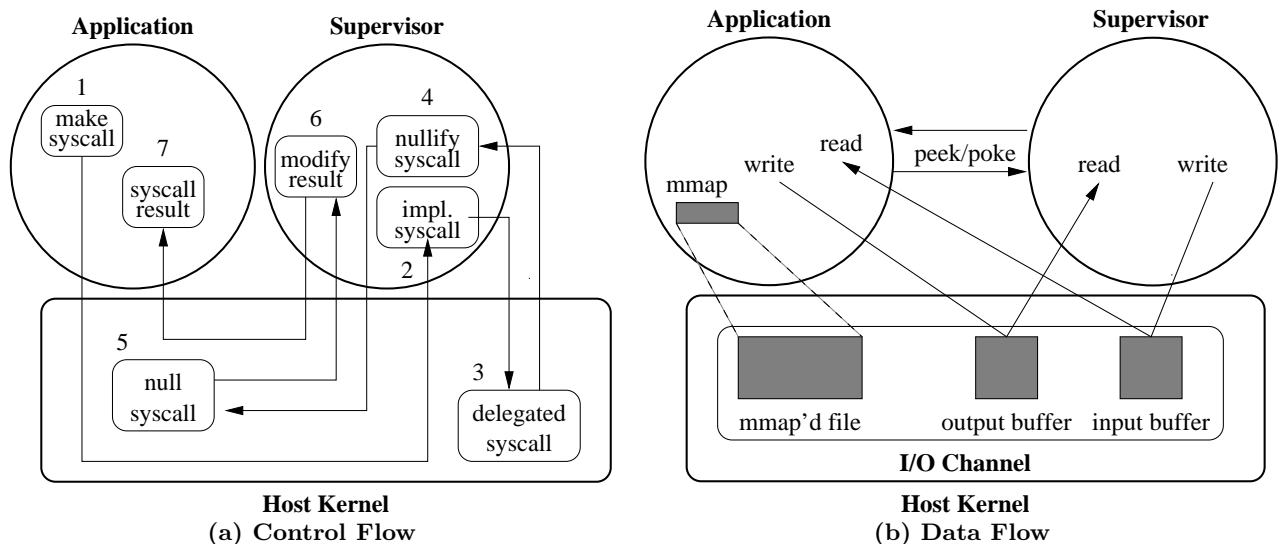 Application
Supervisor
1
make
syscall
7
syscall
result
6
modify
result
4
nullify
syscall
impl.
syscall
2
5
null
syscall
3
delegated
syscall
Host Kernel
(a) Control Flow
Application
Supervisor
read
write
mmap
peek/poke
read
write
mmap'd file
output buffer
input buffer
I/O Channel
Host Kernel
(b) Data Flow